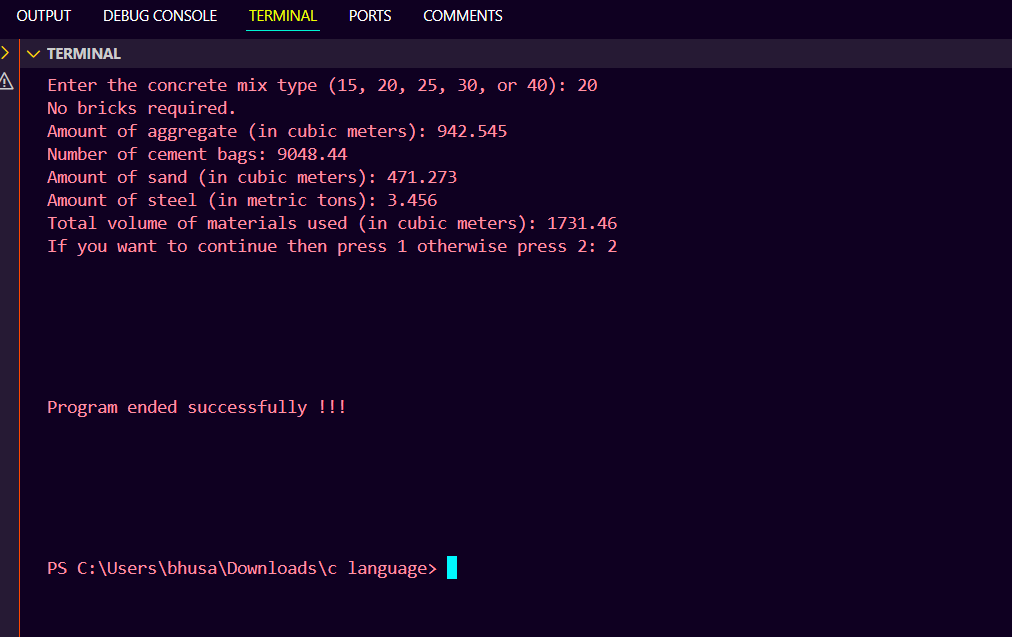 OUTPUT DEBUG CONSOLE TERMINAL PORTS COMMENTS
TERMINAL
Enter the concrete mix type (15, 20, 25, 30, or 40): 20
No bricks required.
Amount of aggregate (in cubic meters): 942.545
Number of cement bags: 9048.44
Amount of sand (in cubic meters): 471.273
Amount of steel (in metric tons): 3.456
Total volume of materials used (in cubic meters): 1731.46
If you want to continue then press 1 otherwise press 2: 2
Program ended successfully !!!
PS C:\Users\bhusa\Downloads\c language>